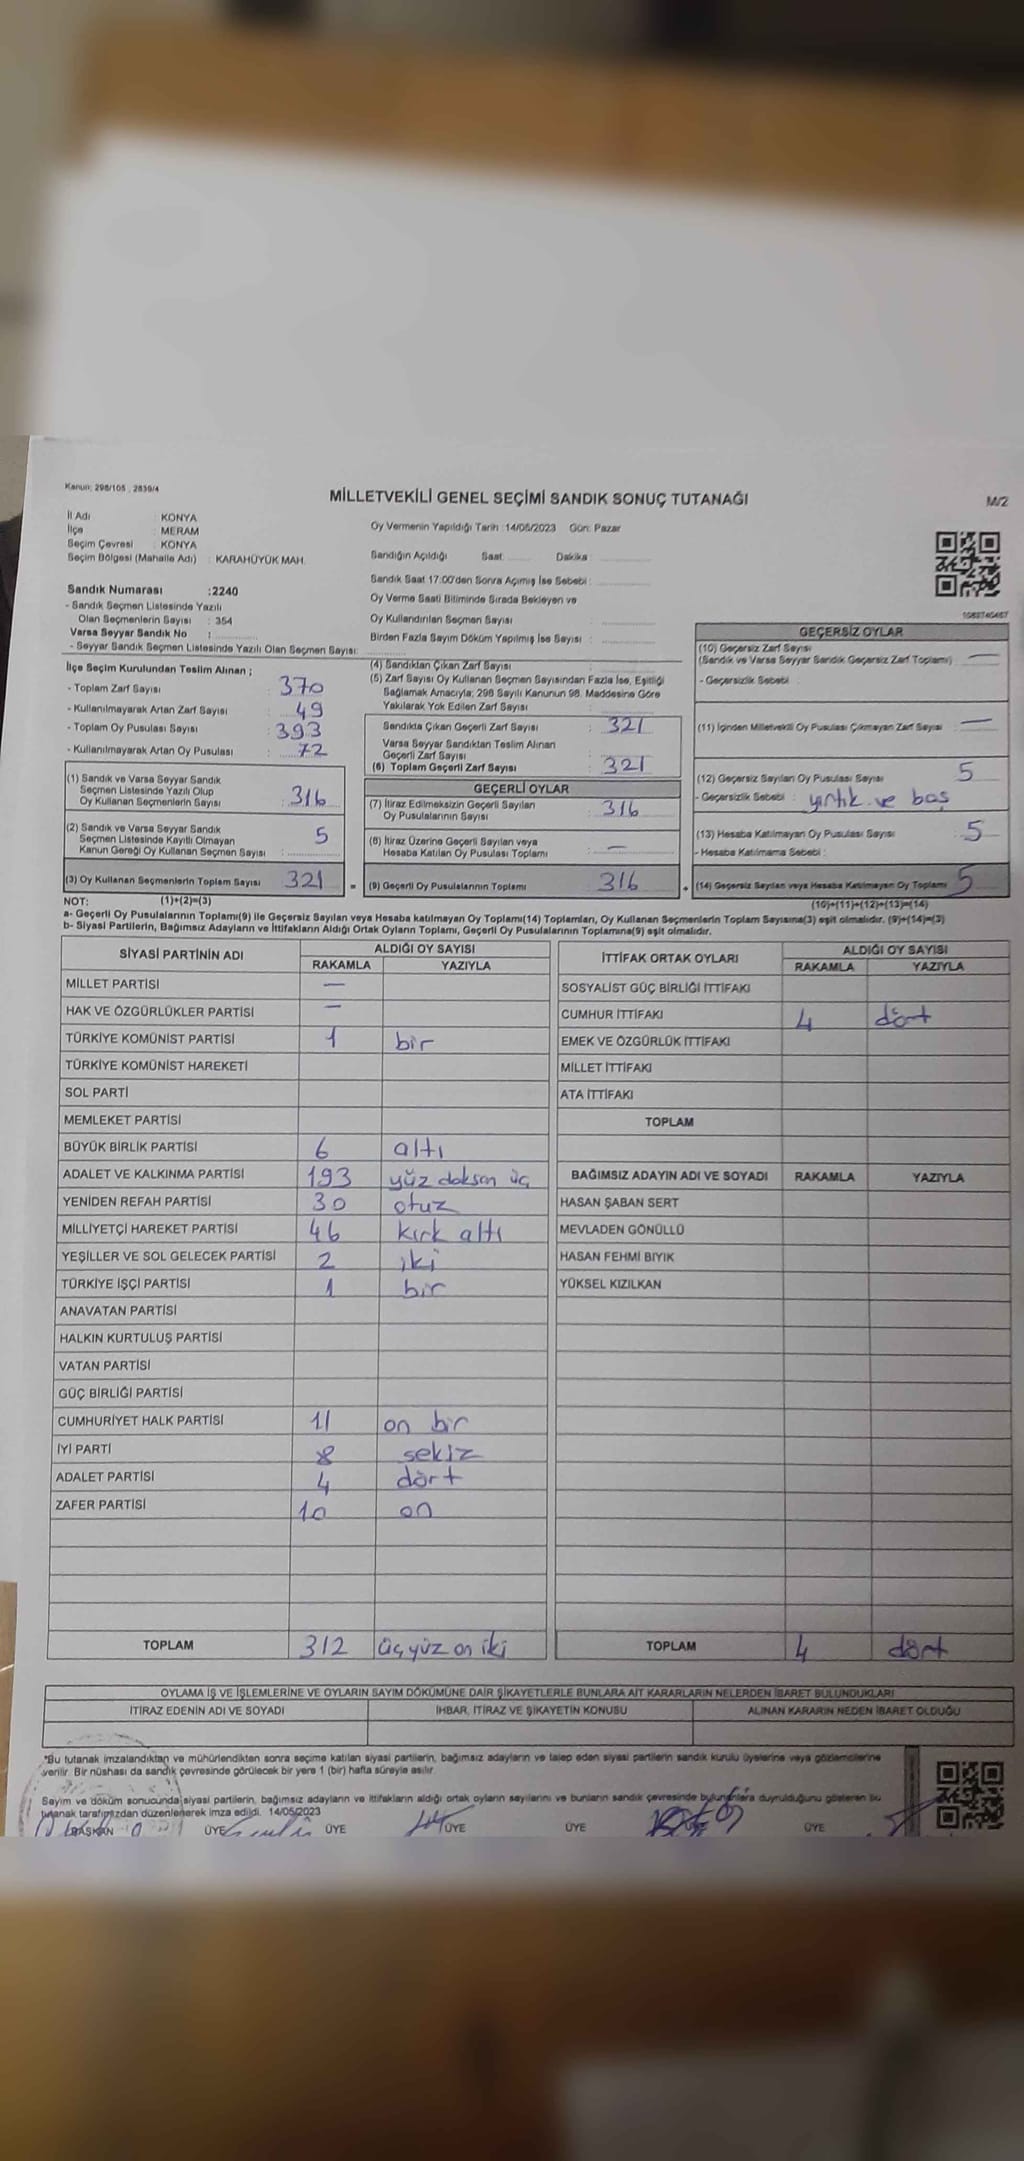 Kanun: 298/105 , 2839/4
MİLLETVEKİLİ GENEL SEÇİMİ SANDIK SONUÇ TUTANAĞI
M/2
İl Adı : KONYA
İlçe : MERAM
Seçim Çevresi : KONYA
Seçim Bölgesi (Mahalle Adı) : KARAHÜYÜK MAH.
Oy Vermenin Yapıldığı Tarih :14/05/2023 Gün: Pazar
Sandığın Açıldığı Saat: Dakika :
Sandık Saat 17:00'den Sonra Açımış İse Sebebi :
Oy Verme Saati Bitiminde Sırada Bekleyen ve
Oy Kullandırılan Seçmen Sayısı :
Birden Fazla Sayım Döküm Yapılmış İse Sayısı :
Sandık Numarası :2240
- Sandık Seçmen Listesinde Yazılı
Olan Seçmenlerin Sayısı : 354
Varsa Seyyar Sandık No :
- Seyyar Sandık Seçmen Listesinde Yazılı Olan Seçmen Sayısı:
İlçe Seçim Kurulundan Teslim Alınan ;
- Toplam Zarf Sayısı : 370
- Kullanılmayarak Artan Zarf Sayısı : 49
- Toplam Oy Pusulası Sayısı : 393
- Kullanılmayarak Artan Oy Pusulası : 72
(1) Sandık ve Varsa Seyyar Sandık
Seçmen Listesinde Yazılı Olup
Oy Kullanan Seçmenlerin Sayısı : 316
(2) Sandık ve Varsa Seyyar Sandık
Seçmen Listesinde Kayıtlı Olmayan
Kanun Gereği Oy Kullanan Seçmen Sayısı : 5
(3) Oy Kullanan Seçmenlerin Toplam Sayısı 321
(4) Sandıktan Çıkan Zarf Sayısı :
(5) Zarf Sayısı Oy Kullanan Seçmen Sayısından Fazla İse, Eşitliği
Bağlamak Amacıyla; 298 Sayılı Kanunun 98. Maddesine Göre
Yakılarak Yok Edilen Zarf Sayısı :
Sandıkta Çıkan Geçerli Zarf Sayısı : 321
Varsa Seyyar Sandıktan Teslim Alınan
Geçerli Zarf Sayısı
(6) Toplam Geçerli Zarf Sayısı : 321
GEÇERLİ OYLAR
(7) İtiraz Edilmeksizin Geçerli Sayılan
Oy Pusulalarının Sayısı : 316
(8) İtiraz Üzerine Geçerli Sayılan veya
Hesaba Katılan Oy Pusulası Toplamı : —
= (9) Geçerli Oy Pusulalarının Toplamı 316
1083740467
GEÇERSİZ OYLAR
(10) Geçersiz Zarf Sayısı
(Sandık ve Varsa Seyyar Sandık Geçersiz Zarf Toplamı) : —
- Geçersizlik Sebebi :
(11) İçinden Milletvekili Oy Pusulası Çıkmayan Zarf Sayısı : —
(12) Geçersiz Sayılan Oy Pusulası Sayısı : 5
- Geçersizlik Sebebi : yırtık ve boş
(13) Hesaba Katılmayan Oy Pusulası Sayısı : 5
- Hesaba Katılmama Sebebi :
+ (14) Geçersiz Sayılan veya Hesaba Katılmayan Oy Toplamı 5
NOT: (1)+(2)=(3)
(10)+(11)+(12)+(13)=(14)
a- Geçerli Oy Pusulalarının Toplamı(9) ile Geçersiz Sayılan veya Hesaba katılmayan Oy Toplamı(14) Toplamları, Oy Kullanan Seçmenlerin Toplam Sayısına(3) eşit olmalıdır. (9)+(14)=(3)
b- Siyasi Partilerin, Bağımsız Adayların ve İttifakların Aldığı Ortak Oyların Toplamı, Geçerli Oy Pusulalarının Toplamına(9) eşit olmalıdır.
SİYASİ PARTİNİN ADI ALDIĞI OY SAYISI
RAKAMLA YAZIYLA
MİLLET PARTİSİ —
HAK VE ÖZGÜRLÜKLER PARTİSİ —
TÜRKİYE KOMÜNİST PARTİSİ 1 bir
TÜRKİYE KOMÜNİST HAREKETİ
SOL PARTİ
MEMLEKET PARTİSİ
BÜYÜK BİRLİK PARTİSİ 6 altı
ADALET VE KALKINMA PARTİSİ 193 yüz doksan üç
YENİDEN REFAH PARTİSİ 30 otuz
MİLLİYETÇİ HAREKET PARTİSİ 46 kırk altı
YEŞİLLER VE SOL GELECEK PARTİSİ 2 iki
TÜRKİYE İŞÇİ PARTİSİ 1 bir
ANAVATAN PARTİSİ
HALKIN KURTULUŞ PARTİSİ
VATAN PARTİSİ
GÜÇ BİRLİĞİ PARTİSİ
CUMHURİYET HALK PARTİSİ 11 on bir
İYİ PARTİ 8 sekiz
ADALET PARTİSİ 4 dört
ZAFER PARTİSİ 10 on
TOPLAM 312 üç yüz on iki
İTTİFAK ORTAK OYLARI ALDIĞI OY SAYISI
RAKAMLA YAZIYLA
SOSYALİST GÜÇ BİRLİĞİ İTTİFAKI
CUMHUR İTTİFAKI 4 dört
EMEK VE ÖZGÜRLÜK İTTİFAKI
MİLLET İTTİFAKI
ATA İTTİFAKI
TOPLAM
BAĞIMSIZ ADAYIN ADI VE SOYADI RAKAMLA YAZIYLA
HASAN ŞABAN SERT
MEVLADEN GÖNÜLLÜ
HASAN FEHMİ BIYIK
YÜKSEL KIZILKAN
TOPLAM 4 dört
OYLAMA İŞ VE İŞLEMLERİNE VE OYLARIN SAYIM DÖKÜMÜNE DAİR ŞİKAYETLERLE BUNLARA AİT KARARLARIN NELERDEN İBARET BULUNDUKLARI
İTİRAZ EDENİN ADI VE SOYADI İHBAR, İTİRAZ VE ŞİKAYETİN KONUSU ALINAN KARARIN NEDEN İBARET OLDUĞU
*Bu tutanak imzalandıktan ve mühürlendikten sonra seçime katılan siyasi partilerin, bağımsız adayların ve talep eden siyasi partilerin sandık kurulu üyelerine veya gözlemcilerine
verilir. Bir nüshası da sandık çevresinde görülecek bir yere 1 (bir) hafta süreyle asılır.
Sayım ve döküm sonucunda siyasi partilerin, bağımsız adayların ve ittifakların aldığı ortak oyların sayılarını ve bunların sandık çevresinde bulunanlara duyrulduğunu gösteren bu
tutanak tarafımızdan düzenlenerek imza edildi. 14/05/2023
BAŞKAN ÜYE ÜYE ÜYE ÜYE ÜYE ÜYE